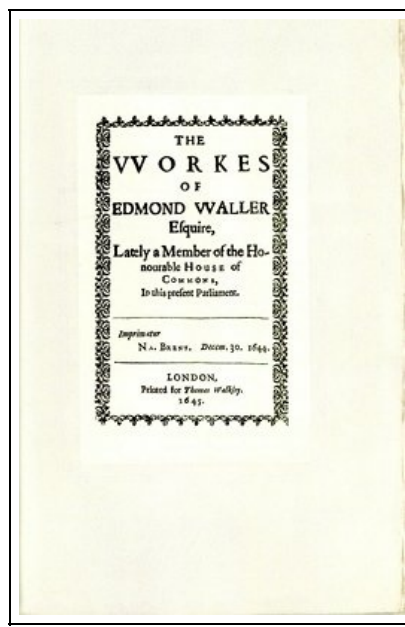 THE
VVORKES
OF
EDMOND VVALLER
Esquire,
Lately a Member of the Ho-
nourable HOUSE of
COMMONS,
In this present Parliament.
Imprimatur
NA. BRENT. Decem. 30. 1644.
LONDON,
Printed for Thomas Walkley.
1645.